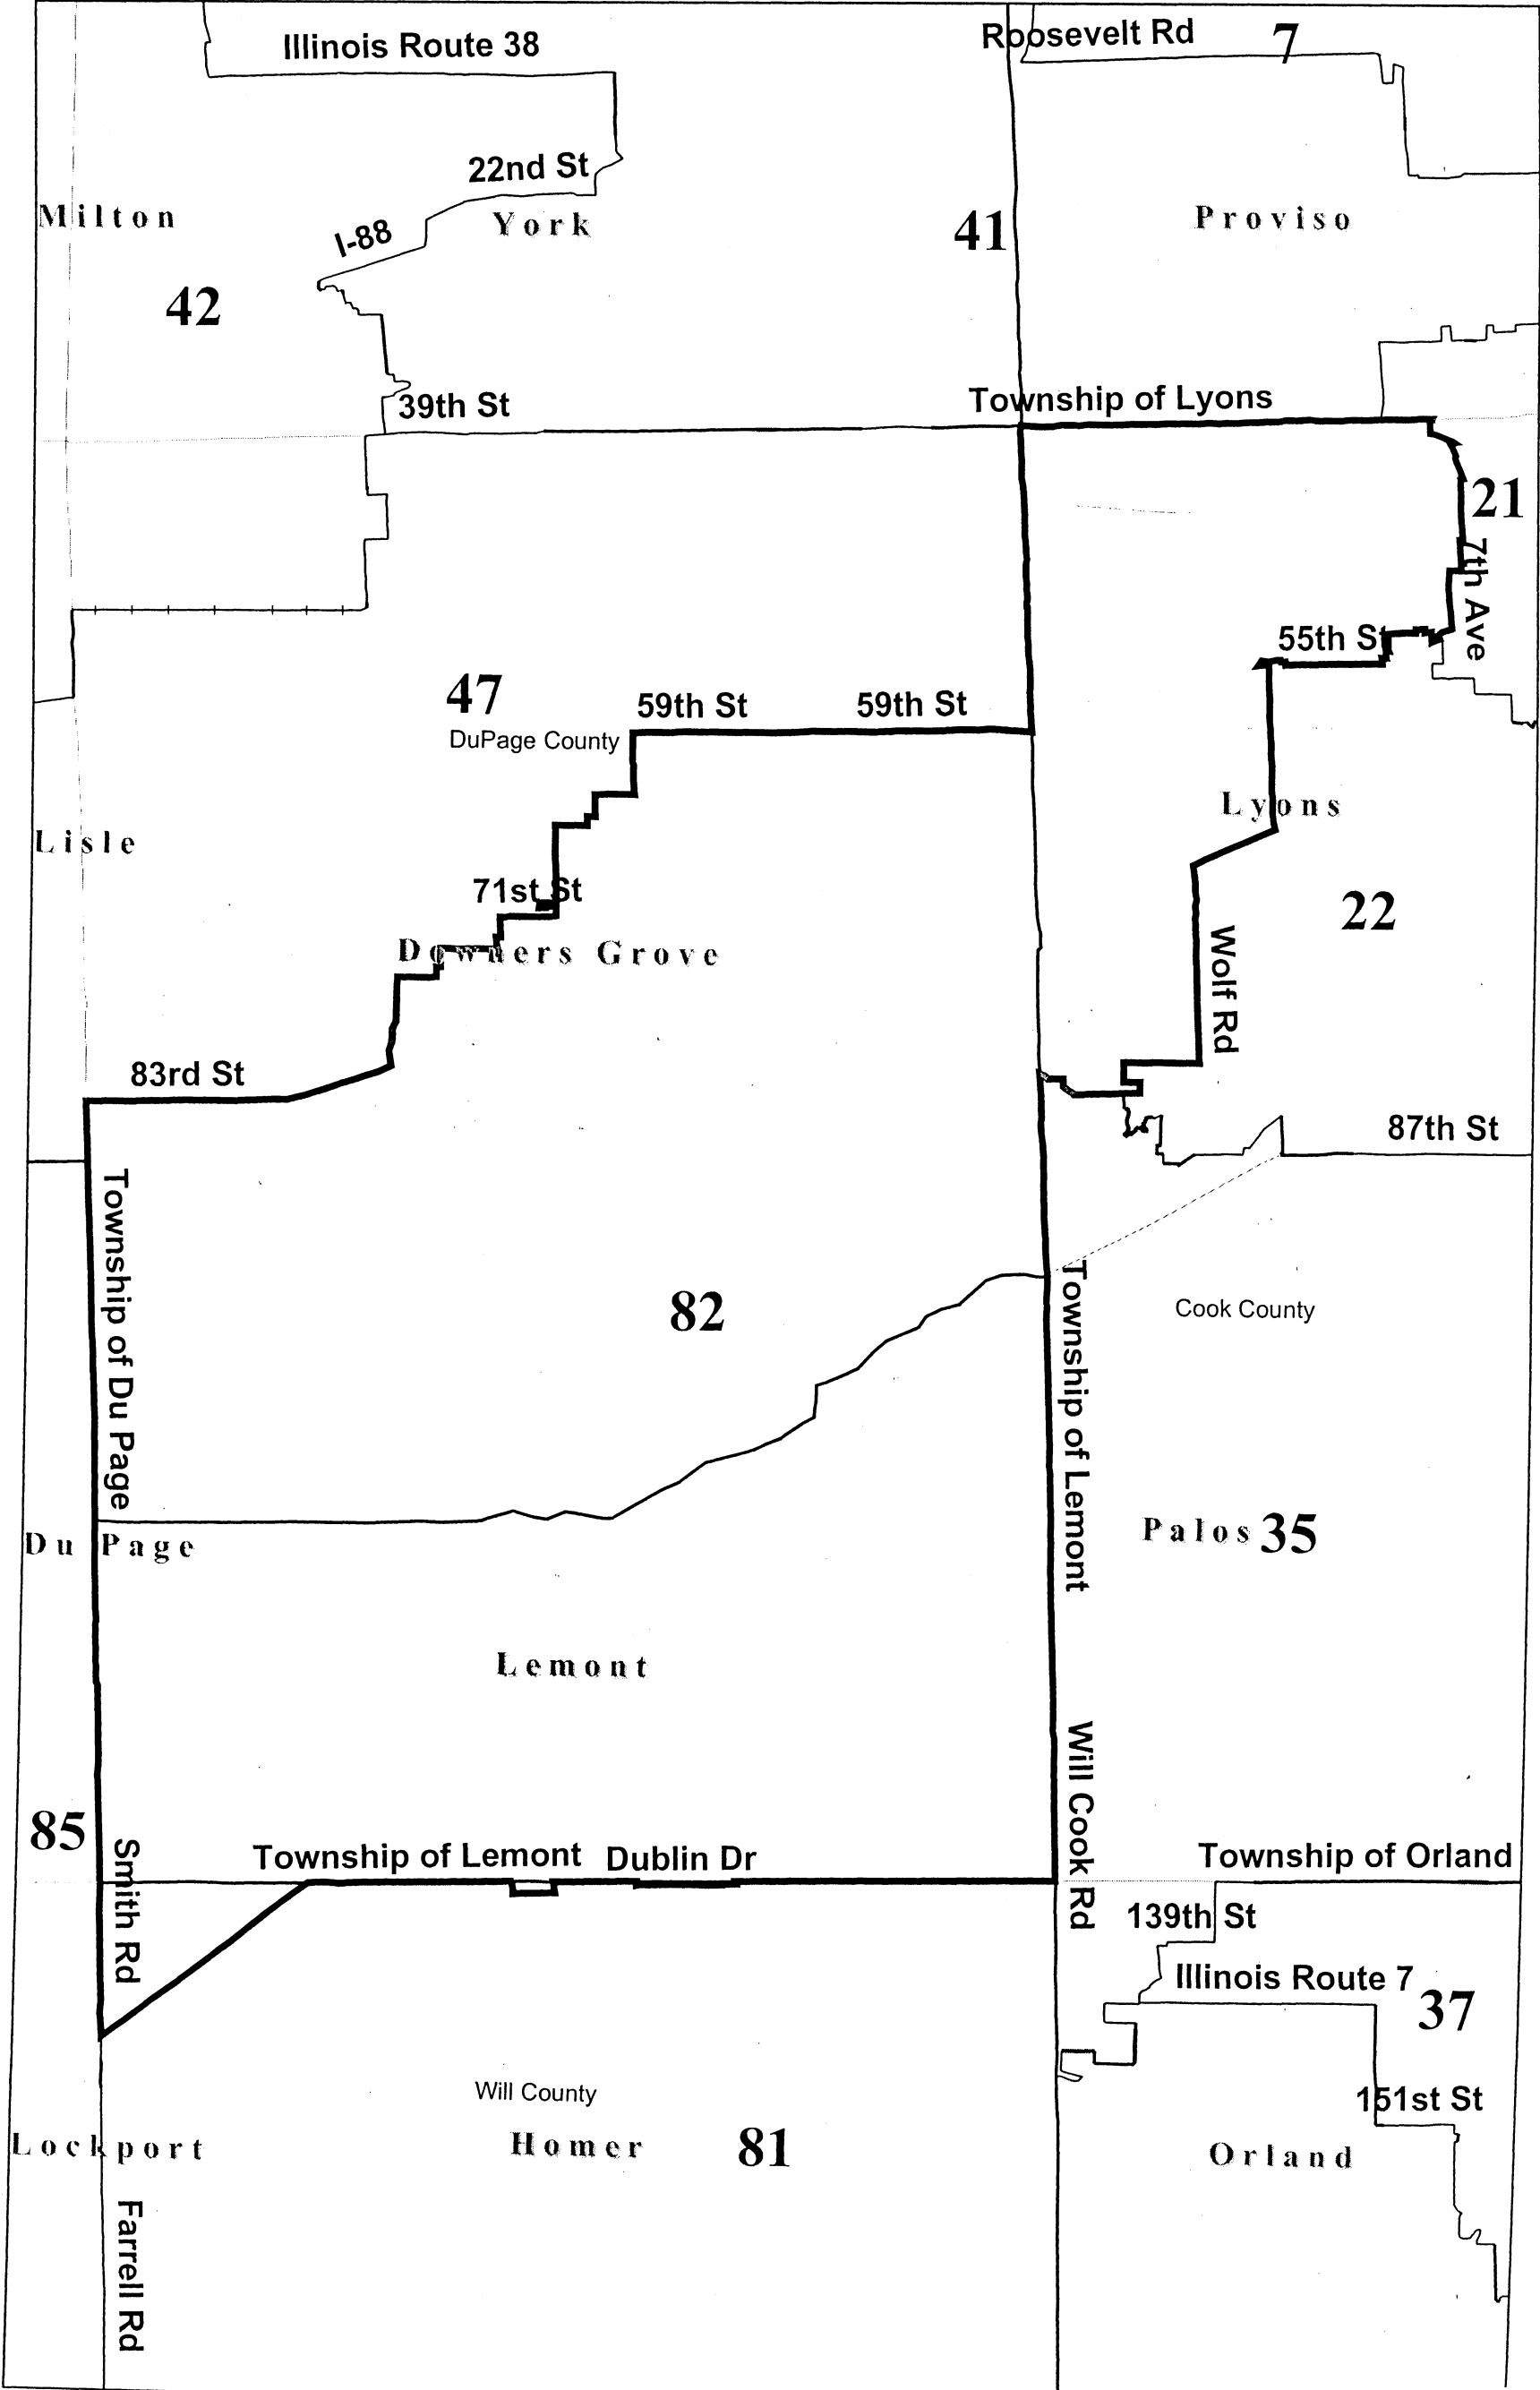 Illinois Route 38
Roosevelt Rd
7
22nd St
Milton
York
41
Proviso
I-88
42
39th St
Township of Lyons
21
7th Ave
55th St
47
59th St
59th St
DuPage County
Lyons
Lisle
71st St
22
Downers Grove
Wolf Rd
83rd St
87th St
Township of Du Page
82
Township of Lemont
Cook County
Du Page
Palos
35
Lemont
Will Cook Rd
85
Smith Rd
Township of Lemont
Dublin Dr
Township of Orland
139th St
Illinois Route 7
37
Will County
151st St
Lockport
Homer
81
Orland
Farrell Rd